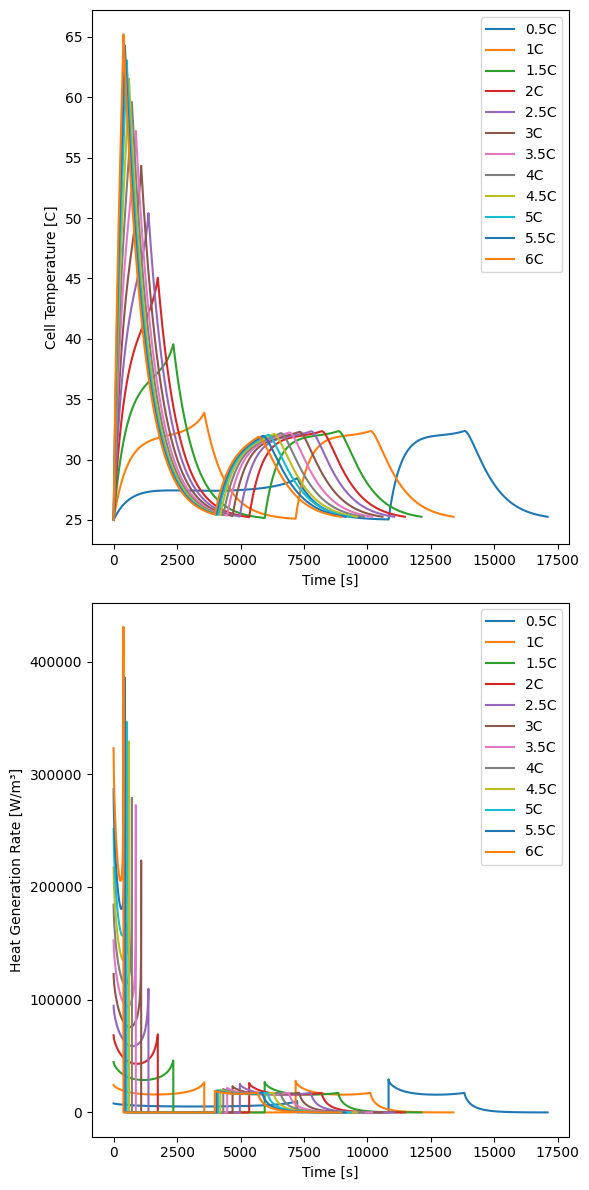 65
60
55
50
45
40
35
30
25
Cell Temperature [C]
0.5C
1C
1.5C
2C
2.5C
3C
3.5C
4C
4.5C
5C
5.5C
6C
0 2500 5000 7500 10000 12500 15000 17500
Time [s]
400000
300000
200000
100000
0
Heat Generation Rate [W/m³]
0.5C
1C
1.5C
2C
2.5C
3C
3.5C
4C
4.5C
5C
5.5C
6C
0 2500 5000 7500 10000 12500 15000 17500
Time [s]